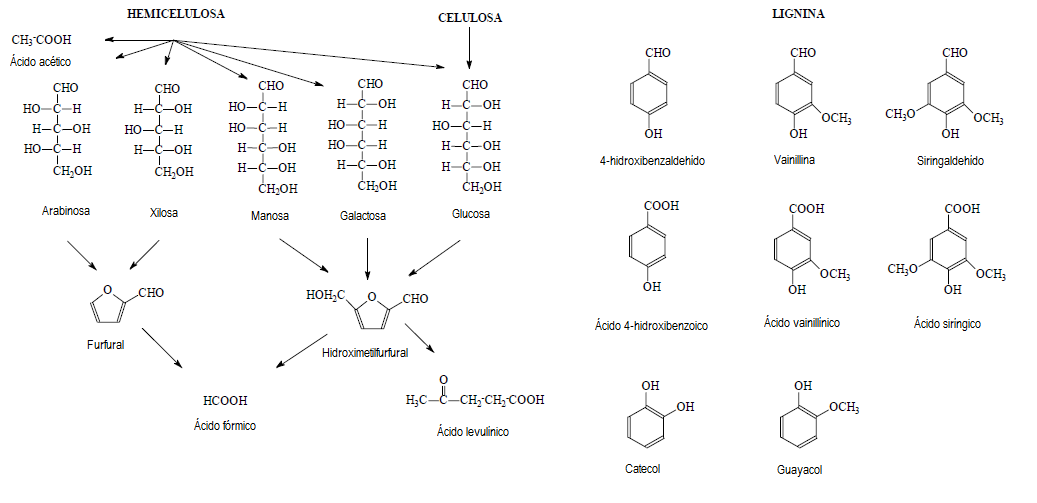 HEMICELULOSA
CELULOSA
LIGNINA
CH3-COOH
Ácido acético
CHO
HO—C—H
H—C—OH
HO—C—H
CH2OH
Arabinosa
CHO
H—C—OH
HO—C—H
H—C—OH
CH2OH
Xilosa
CHO
HO—C—H
HO—C—H
H—C—OH
H—C—OH
CH2OH
Manosa
CHO
H—C—OH
HO—C—H
HO—C—H
H—C—OH
CH2OH
Galactosa
CHO
H—C—OH
HO—C—H
H—C—OH
H—C—OH
CH2OH
Glucosa
O
CHO
Furfural
HOH2C
O
CHO
Hidroximetilfurfural
HCOOH
Ácido fórmico
O
H3C—C—CH2-CH2-COOH
Ácido levulínico
CHO
OH
4-hidroxibenzaldehido
CHO
OCH3
OH
Vainillina
CHO
CH3O
OCH3
OH
Siringaldehido
COOH
OH
Ácido 4-hidroxibenzoico
COOH
OCH3
OH
Ácido vainillínico
COOH
CH3O
OCH3
OH
Ácido siríngico
OH
OH
Catecol
OH
OCH3
Guayacol